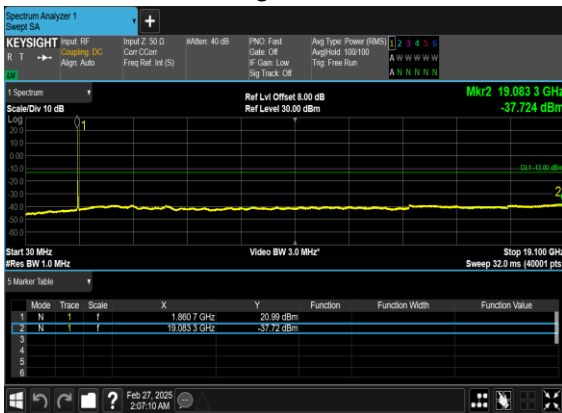 Spectrum Analyzer 1
Swept SA
KEYSIGHT Input: RF Input Z: 50 Ω #Atten: 40 dB PNO: Fast Avg Type: Power (RMS) 1 2 3 4 5 6
R T Coupling: DC Corr CCorr Gate: Off Avg|Hold: 100/100 A W W W W W
Align: Auto Freq Ref: Int (S) IF Gain: Low Trig: Free Run
LV Sig Track: Off A N N N N N
1 Spectrum Ref Lvl Offset 8.00 dB Mkr2 19.083 3 GHz
Scale/Div 10 dB Ref Level 30.00 dBm -37.724 dBm
Log
20.0 1
10.0
0.00
-10.0 DL1 -13.00 dBm
-20.0
-30.0 2
-40.0
-50.0
-60.0
Start 30 MHz Video BW 3.0 MHz* Stop 19.100 GHz
#Res BW 1.0 MHz Sweep 32.0 ms (40001 pts)
5 Marker Table
Mode Trace Scale X Y Function Function Width Function Value
1 N 1 f 1.860 7 GHz 20.99 dBm
2 N 1 f 19.083 3 GHz -37.72 dBm
3
4
5
6
? Feb 27, 2025
2:07:10 AM